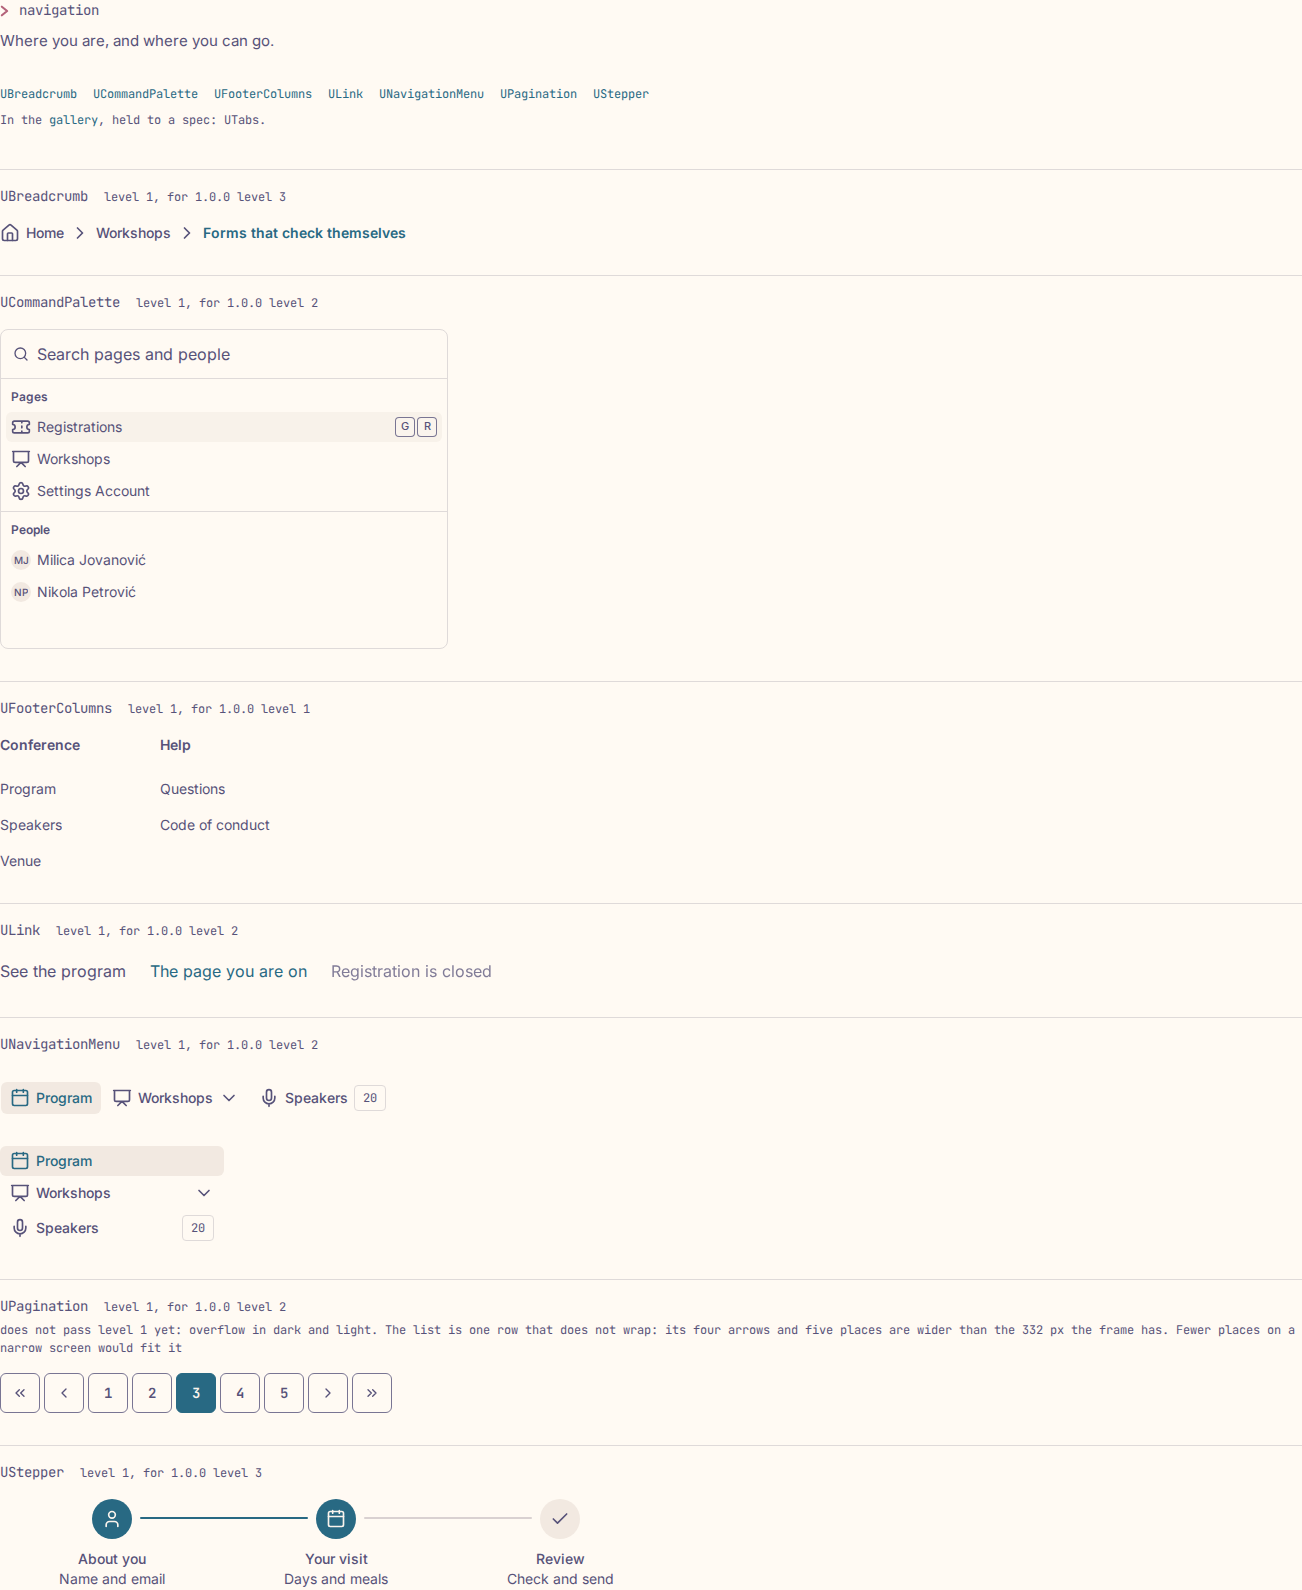 navigation
Where you are, and where you can go.
UBreadcrumb UCommandPalette UFooterColumns ULink UNavigationMenu UPagination UStepper
In the gallery, held to a spec: UTabs.
UBreadcrumb level 1, for 1.0.0 level 3
Home Workshops Forms that check themselves
UCommandPalette level 1, for 1.0.0 level 2
Search pages and people
Pages
Registrations G R
Workshops
Settings Account
People
MJ Milica Jovanović
NP Nikola Petrović
UFooterColumns level 1, for 1.0.0 level 1
Conference Help
Program Questions
Speakers Code of conduct
Venue
ULink level 1, for 1.0.0 level 2
See the program The page you are on Registration is closed
UNavigationMenu level 1, for 1.0.0 level 2
Program Workshops Speakers 20
Program
Workshops
Speakers 20
UPagination level 1, for 1.0.0 level 2
does not pass level 1 yet: overflow in dark and light. The list is one row that does not wrap: its four arrows and five places are wider than the 332 px the frame has. Fewer places on a
narrow screen would fit it
1 2 3 4 5
UStepper level 1, for 1.0.0 level 3
About you Your visit Review
Name and email Days and meals Check and send